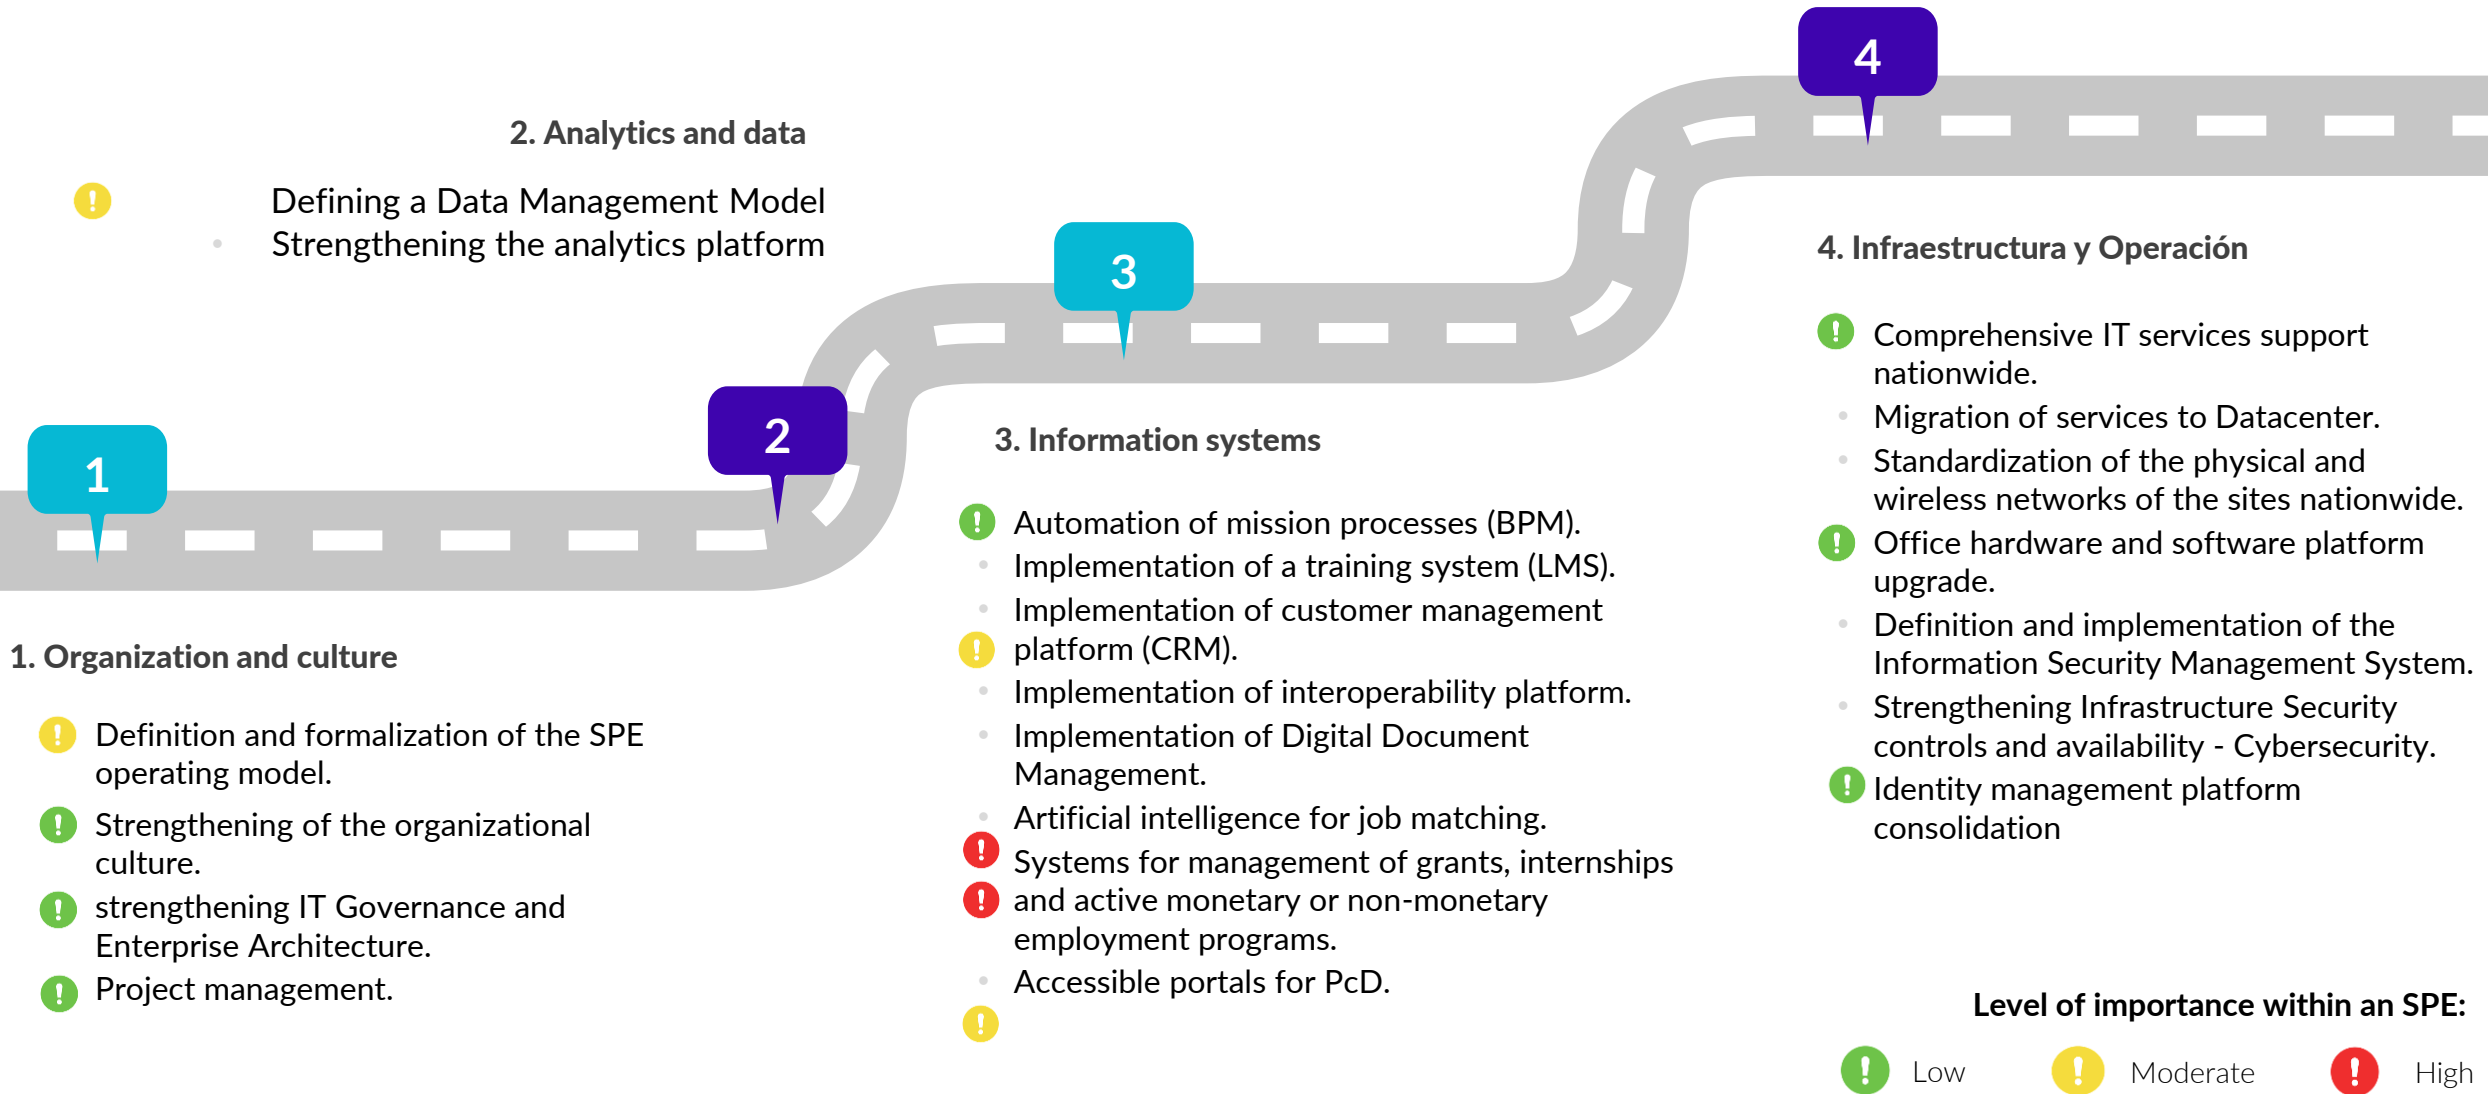 4
2. Analytics and data
Defining a Data Management Model
Strengthening the analytics platform
3
2
1
1. Organization and culture
Definition and formalization of the SPE
operating model.
Strengthening of the organizational
culture.
strengthening IT Governance and
Enterprise Architecture.
Project management.
3. Information systems
Automation of mission processes (BPM).
Implementation of a training system (LMS).
Implementation of customer management
platform (CRM).
Implementation of interoperability platform.
Implementation of Digital Document
Management.
Artificial intelligence for job matching.
Systems for management of grants, internships
and active monetary or non-monetary
employment programs.
Accessible portals for PcD.
4. Infraestructura y Operación
Comprehensive IT services support
nationwide.
Migration of services to Datacenter.
Standardization of the physical and
wireless networks of the sites nationwide.
Office hardware and software platform
upgrade.
Definition and implementation of the
Information Security Management System.
Strengthening Infrastructure Security
controls and availability - Cybersecurity.
Identity management platform
consolidation
Level of importance within an SPE:
Low
Moderate
High